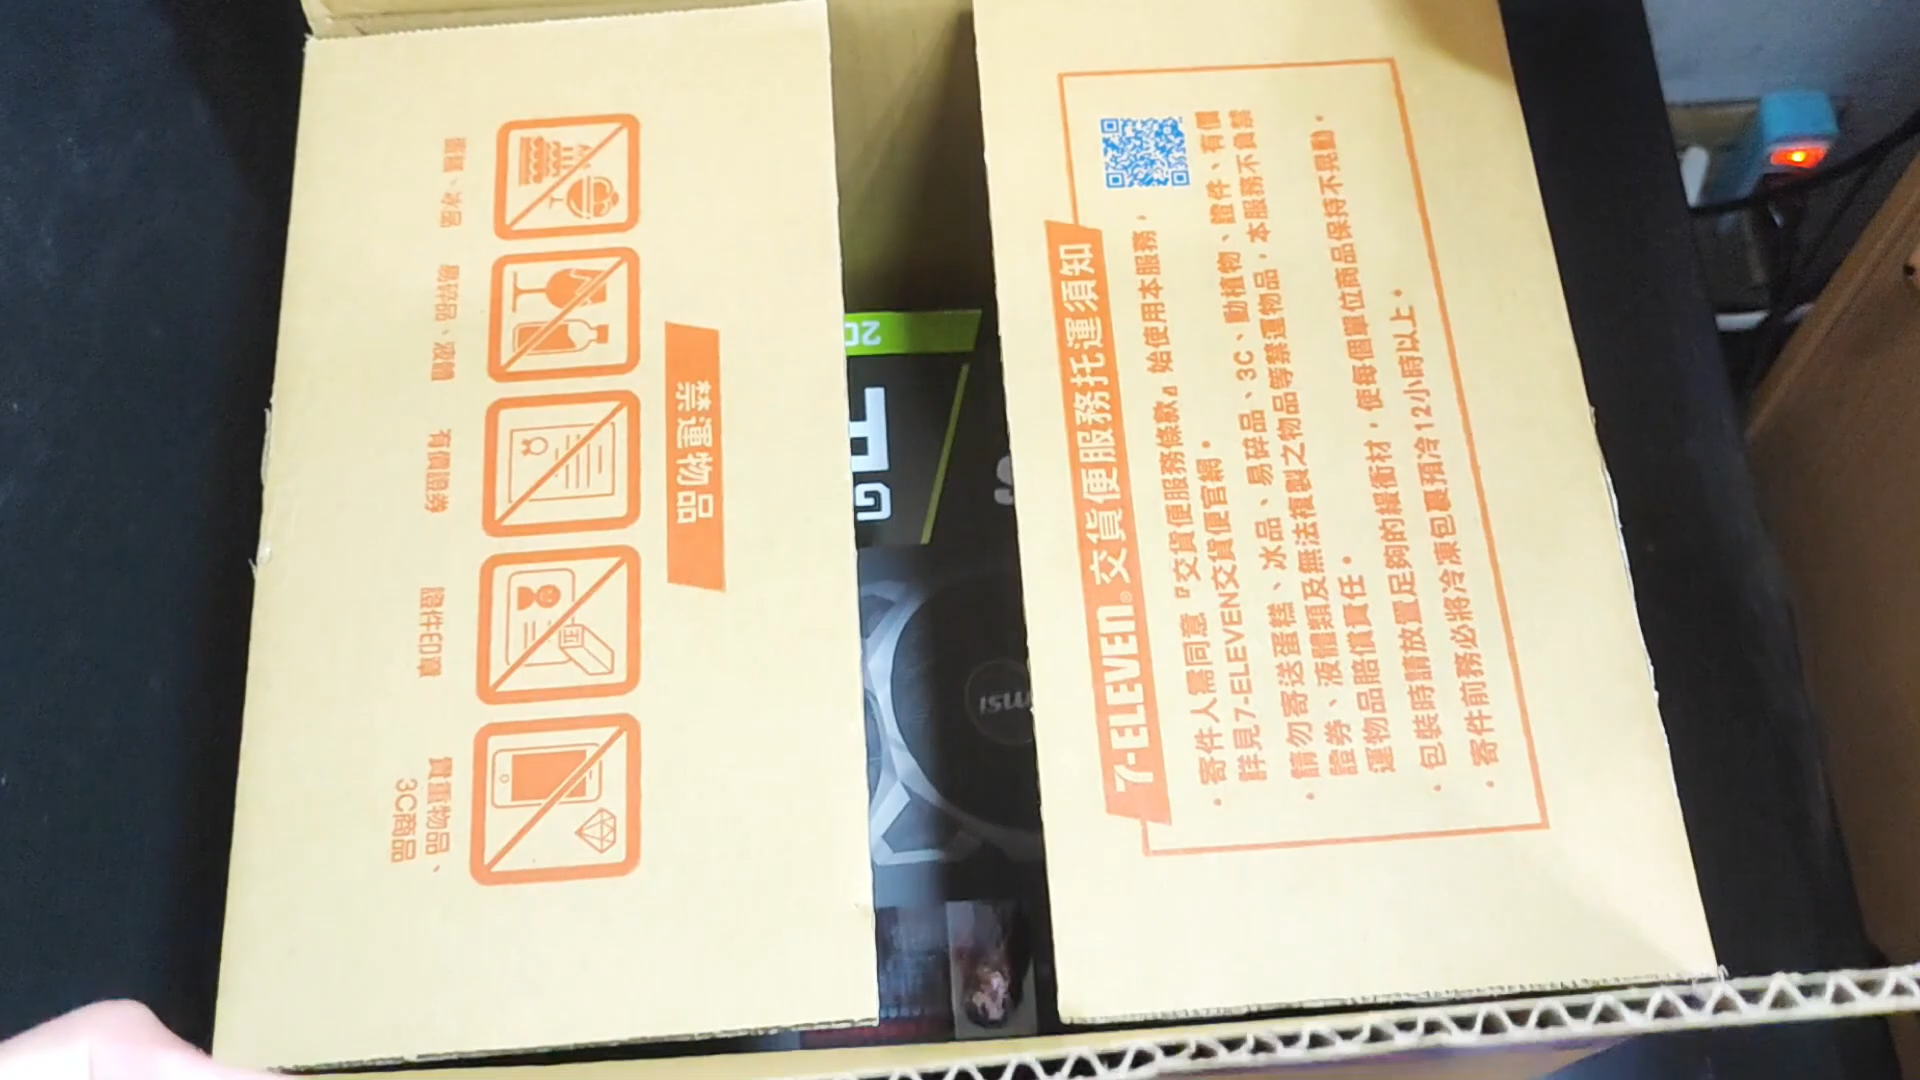 蛋糕、冰品
易碎品、液體
有價證券
證件印章
貴重物品、
3C商品
禁運物品
20
G
msi
7-ELEVEN® 交貨便服務托運須知
・寄件人需同意『交貨便服務條款』始使用本服務，
詳見7-ELEVEN交貨便官網。
・請勿寄送蛋糕、冰品、易碎品、3C、動植物、證件、有價
證券、液體類及無法複製之物品等禁運物品，本服務不負禁
運物品賠償責任。
・包裝時請放置足夠的緩衝材，使每個單位商品保持不晃動。
・寄件前務必將冷凍包裹預冷12小時以上。